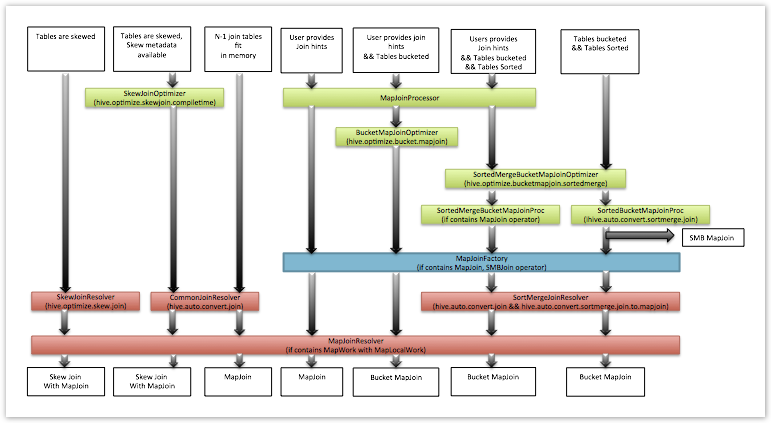 Tables are skewed
Tables are skewed,
Skew metadata
available
N-1 join tables
fit
in memory
User provides
Join hints
User provides join
hints
&& Tables bucketed
Users provides
Join hints
&& Tables bucketed
&& Tables Sorted
Tables bucketed
&& Tables Sorted
SkewJoinOptimizer
(hive.optimize.skewjoin.compiletime)
MapJoinProcessor
BucketMapJoinOptimizer
(hive.optimize.bucket.mapjoin)
SortedMergeBucketMapJoinOptimizer
(hive.optimize.bucketmapjoin.sortedmerge)
SortedMergeBucketMapJoinProc
(if contains MapJoin operator)
SortedBucketMapJoinProc
(ihive.auto.convert.sortmerge.join)
SMB MapJoin
MapJoinFactory
(if contains MapJoin, SMBJoin operator)
SkewJoinResolver
(hive.optimize.skew.join)
CommonJoinResolver
(hive.auto.convert.join)
SortMergeJoinResolver
(hive.auto.convert.join && hive.auto.convert.sortmerge.join.to.mapjoin)
MapJoinResolver
(if contains MapWork with MapLocalWork)
Skew Join
With MapJoin
Skew Join
With MapJoin
MapJoin
MapJoin
Bucket MapJoin
Bucket MapJoin
Bucket MapJoin